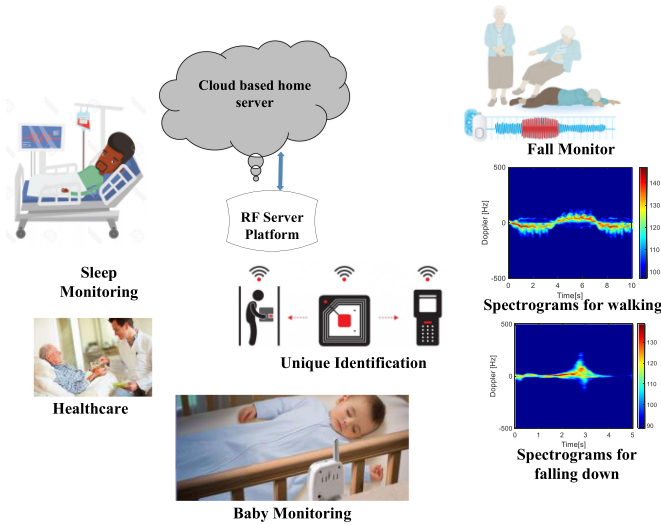 Cloud based home
server
RF Server
Platform
Fall Monitor
500
0
-500
Doppler [Hz]
0
2
4
6
8
10
Time[s]
140
120
100
Spectrograms for walking
Sleep
Monitoring
Unique Identification
Healthcare
500
0
-500
Doppler [Hz]
0
1
2
3
4
5
Time[s]
130
120
110
100
90
Spectrograms for
falling down
Baby Monitoring